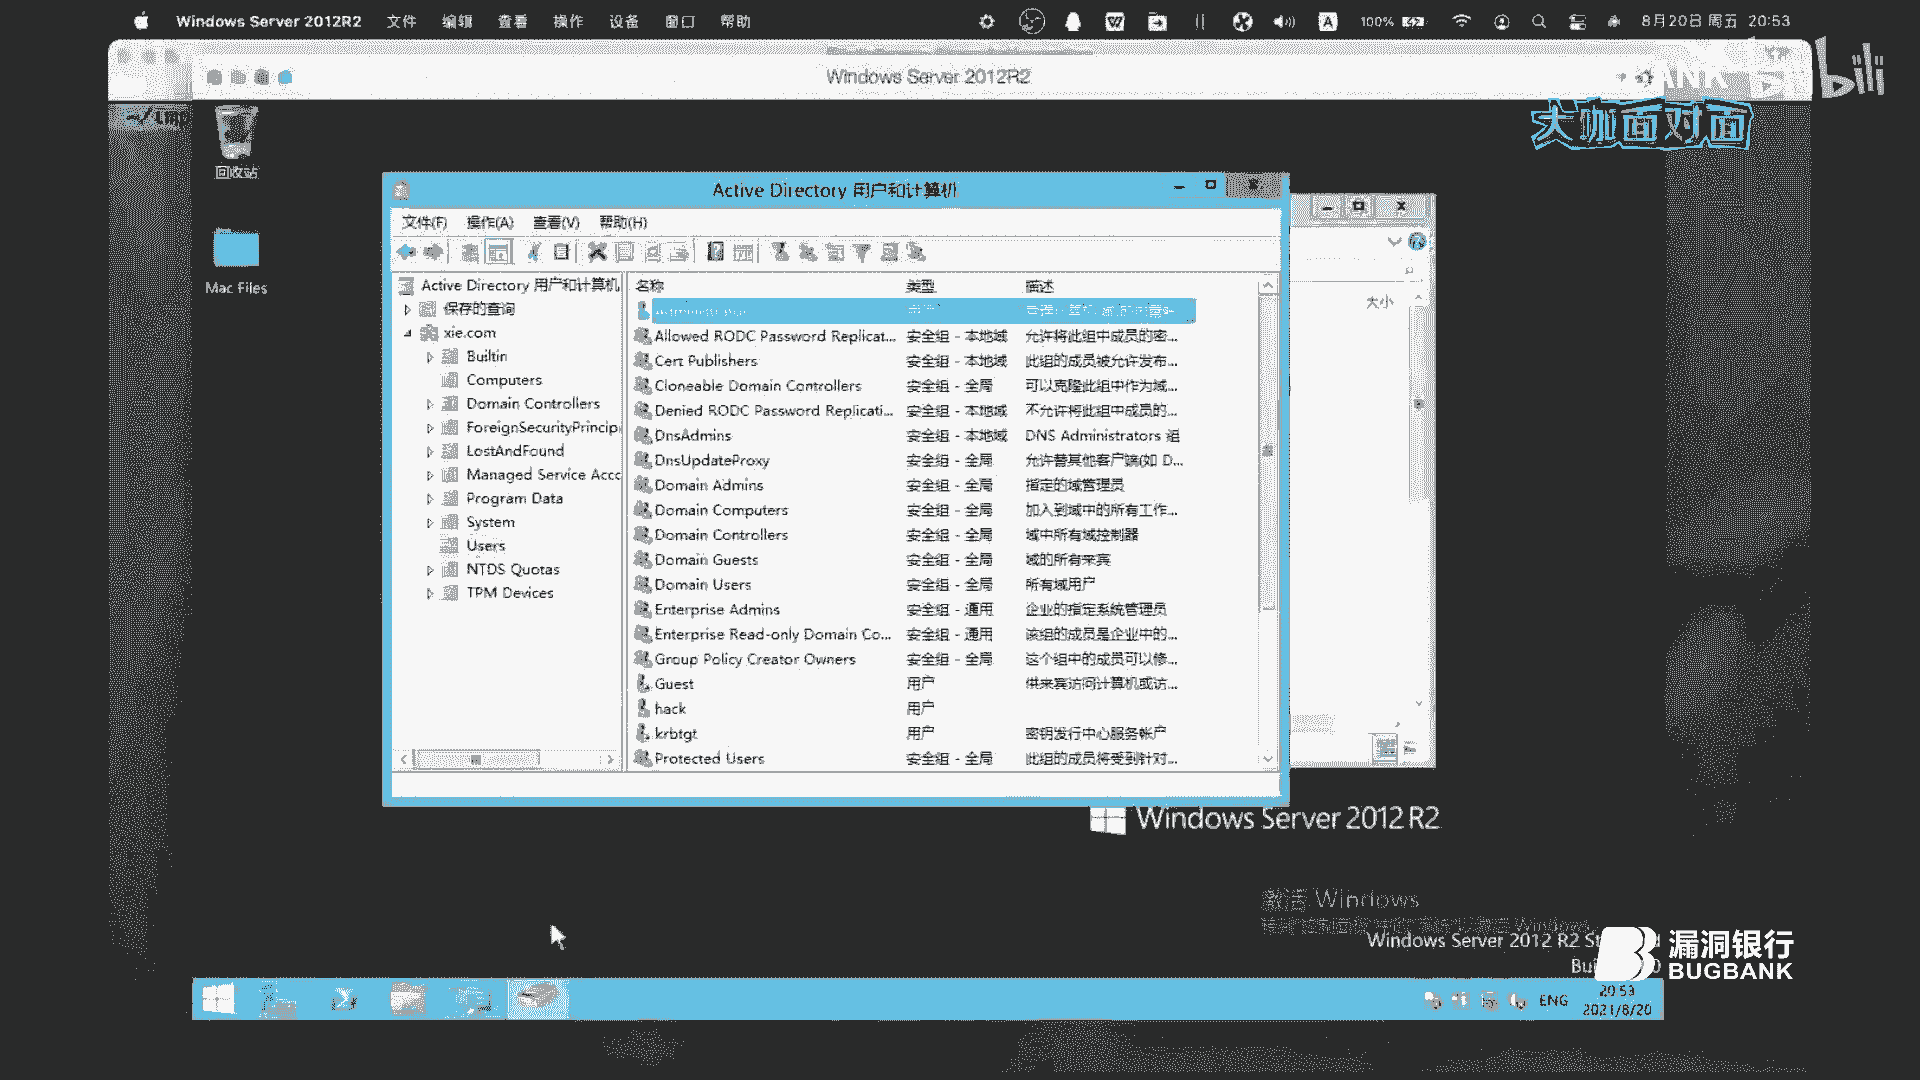 Windows Server 2012R2 文件 编辑 查看 操作 设备 窗口 帮助 A 100% 8月20日 周五 20:53
Windows Server 2012R2
bili
大咖面对面
回收站
Mac Files
Active Directory 用户和计算机
文件(F) 操作(A) 查看(V) 帮助(H)
Active Directory 用户和计算机
保存的查询
xie.com
Builtin
Computers
Domain Controllers
ForeignSecurityPrincip
LostAndFound
Managed Service Acco
Program Data
System
Users
NTDS Quotas
TPM Devices
名称 类型 描述
Allowed RODC Password Replicat... 安全组 - 本地域 允许将此组中成员的密...
Cert Publishers 安全组 - 本地域 此组的成员被允许发布...
Cloneable Domain Controllers 安全组 - 全局 可以克隆此组中作为域...
Denied RODC Password Replicati... 安全组 - 本地域 不允许将此组中成员的...
DnsAdmins 安全组 - 本地域 DNS Administrators 组
DnsUpdateProxy 安全组 - 全局 允许替其他客户端(如 D...
Domain Admins 安全组 - 全局 指定的域管理员
Domain Computers 安全组 - 全局 加入到域中的所有工作...
Domain Controllers 安全组 - 全局 域中所有域控制器
Domain Guests 安全组 - 全局 域的所有来宾
Domain Users 安全组 - 全局 所有域用户
Enterprise Admins 安全组 - 通用 企业的指定系统管理员
Enterprise Read-only Domain Co... 安全组 - 通用 该组的成员是企业中的...
Group Policy Creator Owners 安全组 - 全局 这个组中的成员可以修...
Guest 用户 供来宾访问计算机或访...
hack 用户
krbtgt 用户 密钥发行中心服务帐户
Protected Users 安全组 - 全局 此组的成员将受到针对...
大小
Windows Server 2012 R2
激活 Windows
Windows Server 2012 R2
漏洞银行
BUGBANK
ENG
20:53
2021/8/20